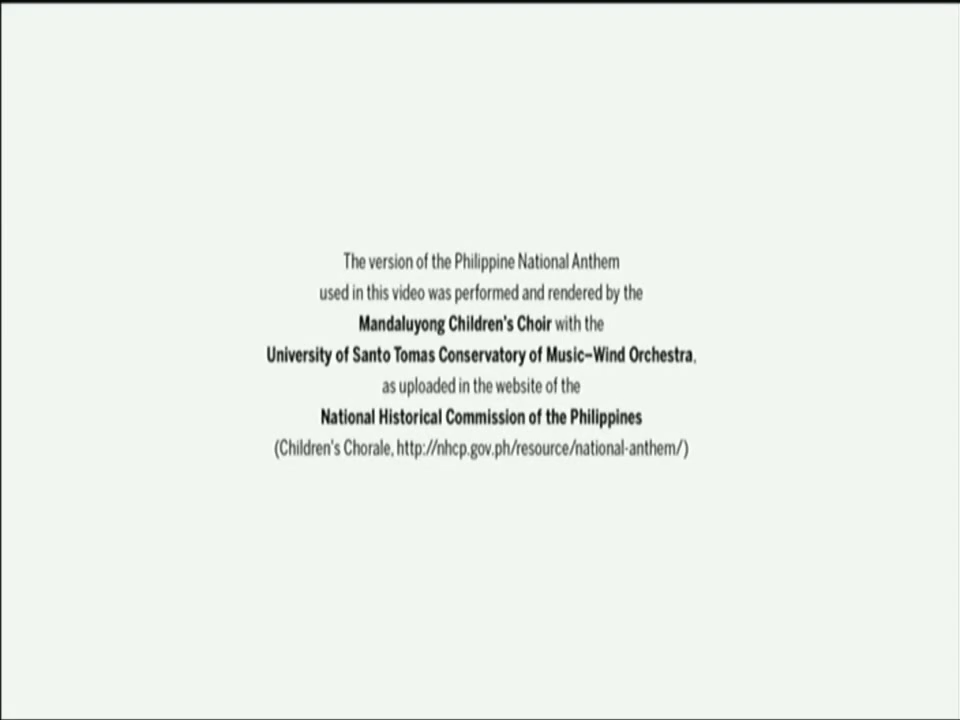 The version of the Philippine National Anthem
used in this video was performed and rendered by the
Mandaluyong Children's Choir with the
University of Santo Tomas Conservatory of Music–Wind Orchestra,
as uploaded in the website of the
National Historical Commission of the Philippines
(Children's Chorale, http://nhcp.gov.ph/resource/national-anthem/)